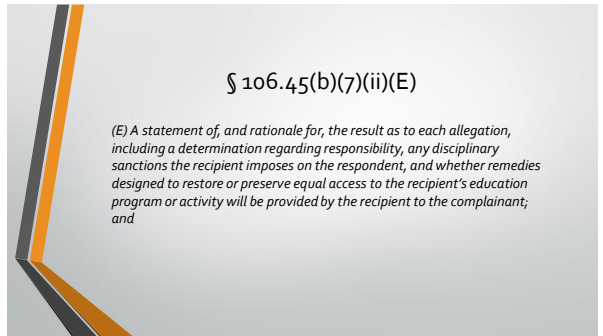 § 106.45(b)(7)(ii)(E)
(E) A statement of, and rationale for, the result as to each allegation,
including a determination regarding responsibility, any disciplinary
sanctions the recipient imposes on the respondent, and whether remedies
designed to restore or preserve equal access to the recipient’s education
program or activity will be provided by the recipient to the complainant;
and